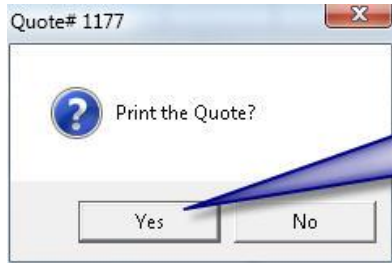 Quote# 1177
Print the Quote?
Yes
No